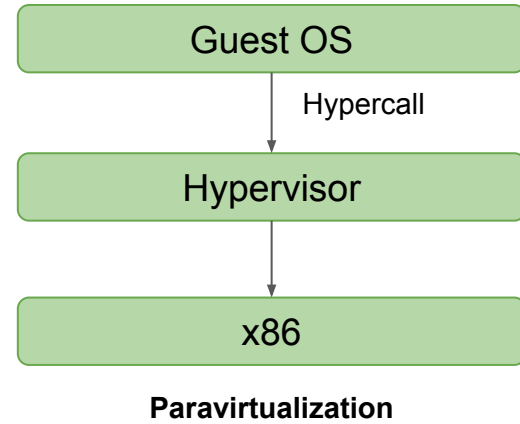 Guest OS
Hypercall
Hypervisor
x86
Paravirtualization